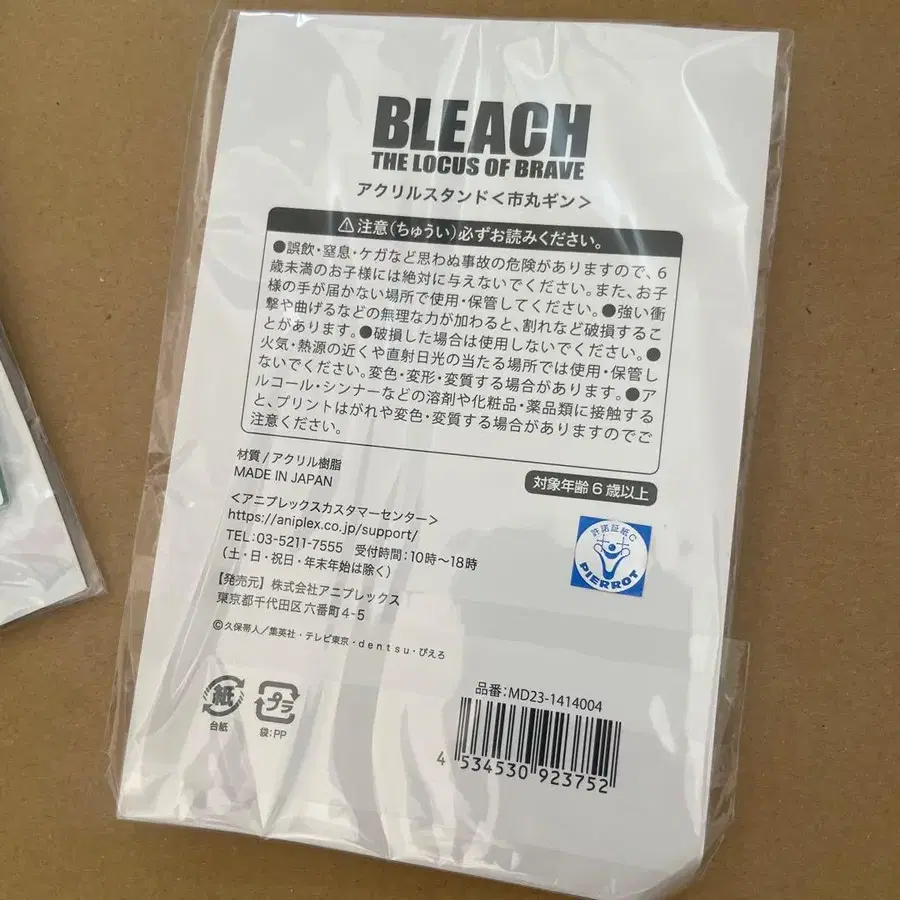 BLEACH
THE LOCUS OF BRAVE
アクリルスタンド<市丸ギン>
⚠注意(ちゅうい)必ずお読みください。
●誤飲・窒息・ケガなど思わぬ事故の危険がありますので、6
歳未満のお子様には絶対に与えないでください。また、お子
様の手が届かない場所で使用・保管してください。●強い衝
撃や曲げるなどの無理な力が加わると、割れなど破損するこ
とがあります。●破損した場合は使用しないでください。●
火気・熱源の近くや直射日光の当たる場所では使用・保管し
ないでください。変色・変形・変質する場合があります。●ア
ルコール・シンナーなどの溶剤や化粧品・薬品類に接触する
と、プリントはがれや変色・変質する場合がありますのでご
注意ください。
材質/アクリル樹脂
MADE IN JAPAN
対象年齢6歳以上
<アニプレックスカスタマーセンター>
https://aniplex.co.jp/support/
TEL:03-5211-7555 受付時間:10時~18時
(土・日・祝日・年末年始は除く)
【発売元】株式会社アニプレックス
東京都千代田区六番町4-5
©久保帯人/集英社・テレビ東京・dentsu・ぴえろ
許諾証紙C
PIERROT
紙
台紙
プラ
袋:PP
品番:MD23-1414004
4 534530 923752